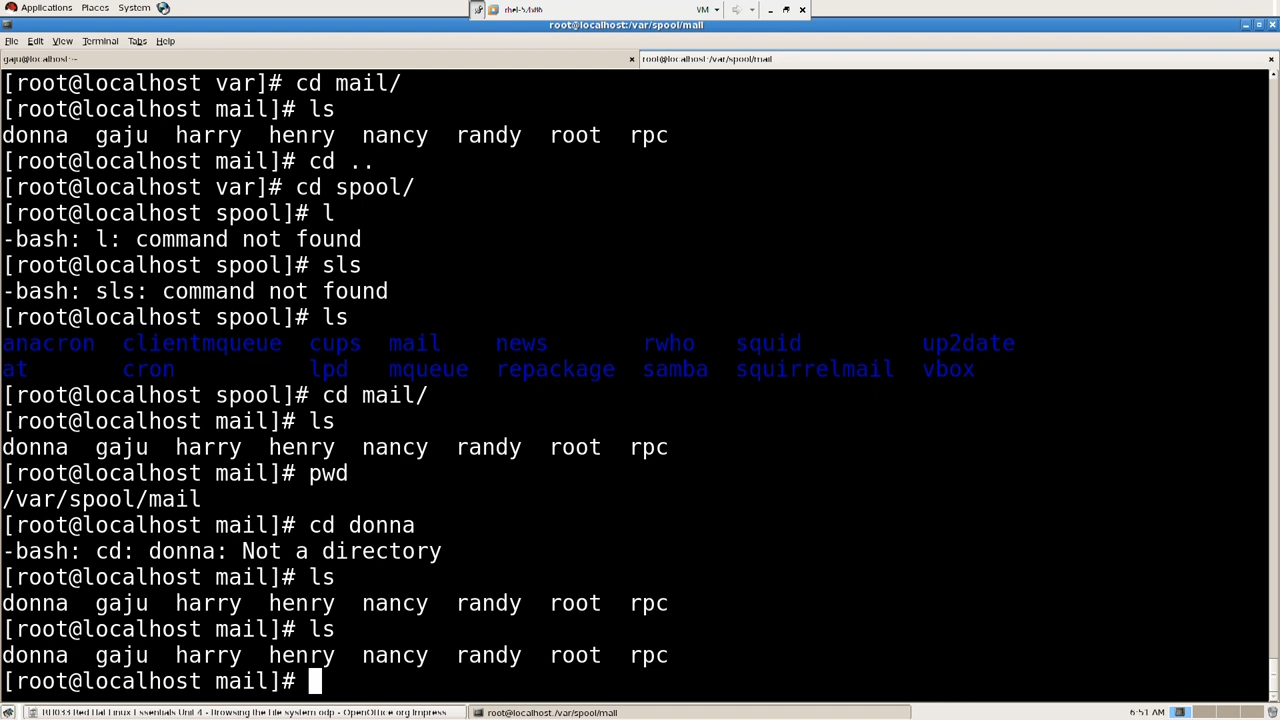 Applications Places System
rhel-5.4x86 VM
root@localhost:/var/spool/mail
File Edit View Terminal Tabs Help
gaju@localhost:~ root@localhost:/var/spool/mail
[root@localhost var]# cd mail/
[root@localhost mail]# ls
donna gaju harry henry nancy randy root rpc
[root@localhost mail]# cd ..
[root@localhost var]# cd spool/
[root@localhost spool]# l
-bash: l: command not found
[root@localhost spool]# sls
-bash: sls: command not found
[root@localhost spool]# ls
anacron clientmqueue cups mail news rwho squid up2date
at cron lpd mqueue repackage samba squirrelmail vbox
[root@localhost spool]# cd mail/
[root@localhost mail]# ls
donna gaju harry henry nancy randy root rpc
[root@localhost mail]# pwd
/var/spool/mail
[root@localhost mail]# cd donna
-bash: cd: donna: Not a directory
[root@localhost mail]# ls
donna gaju harry henry nancy randy root rpc
[root@localhost mail]# ls
donna gaju harry henry nancy randy root rpc
[root@localhost mail]#
RH033 Red Hat Linux Essentials Unit 4 - Browsing the file system.odp - OpenOffice.org Impress root@localhost:/var/spool/mail 6:51 AM